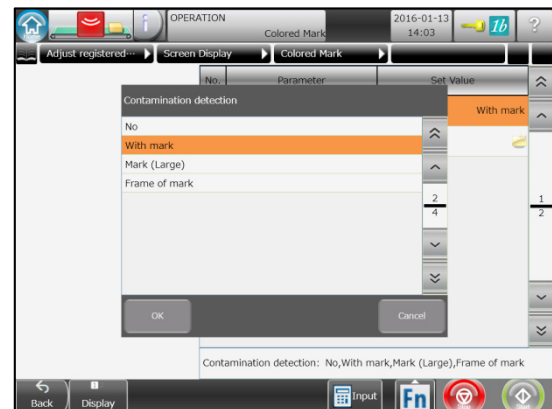 OPERATION
Colored Mark
2016-01-13
14:03
1b
?
i
Adjust registered…
Screen Display
Colored Mark
No.
Parameter
Set Value
Contamination detection
With mark
No
With mark
Mark (Large)
Frame of mark
2
4
1
2
OK
Cancel
Contamination detection: No,With mark,Mark (Large),Frame of mark
Back
Display
Input
Fn